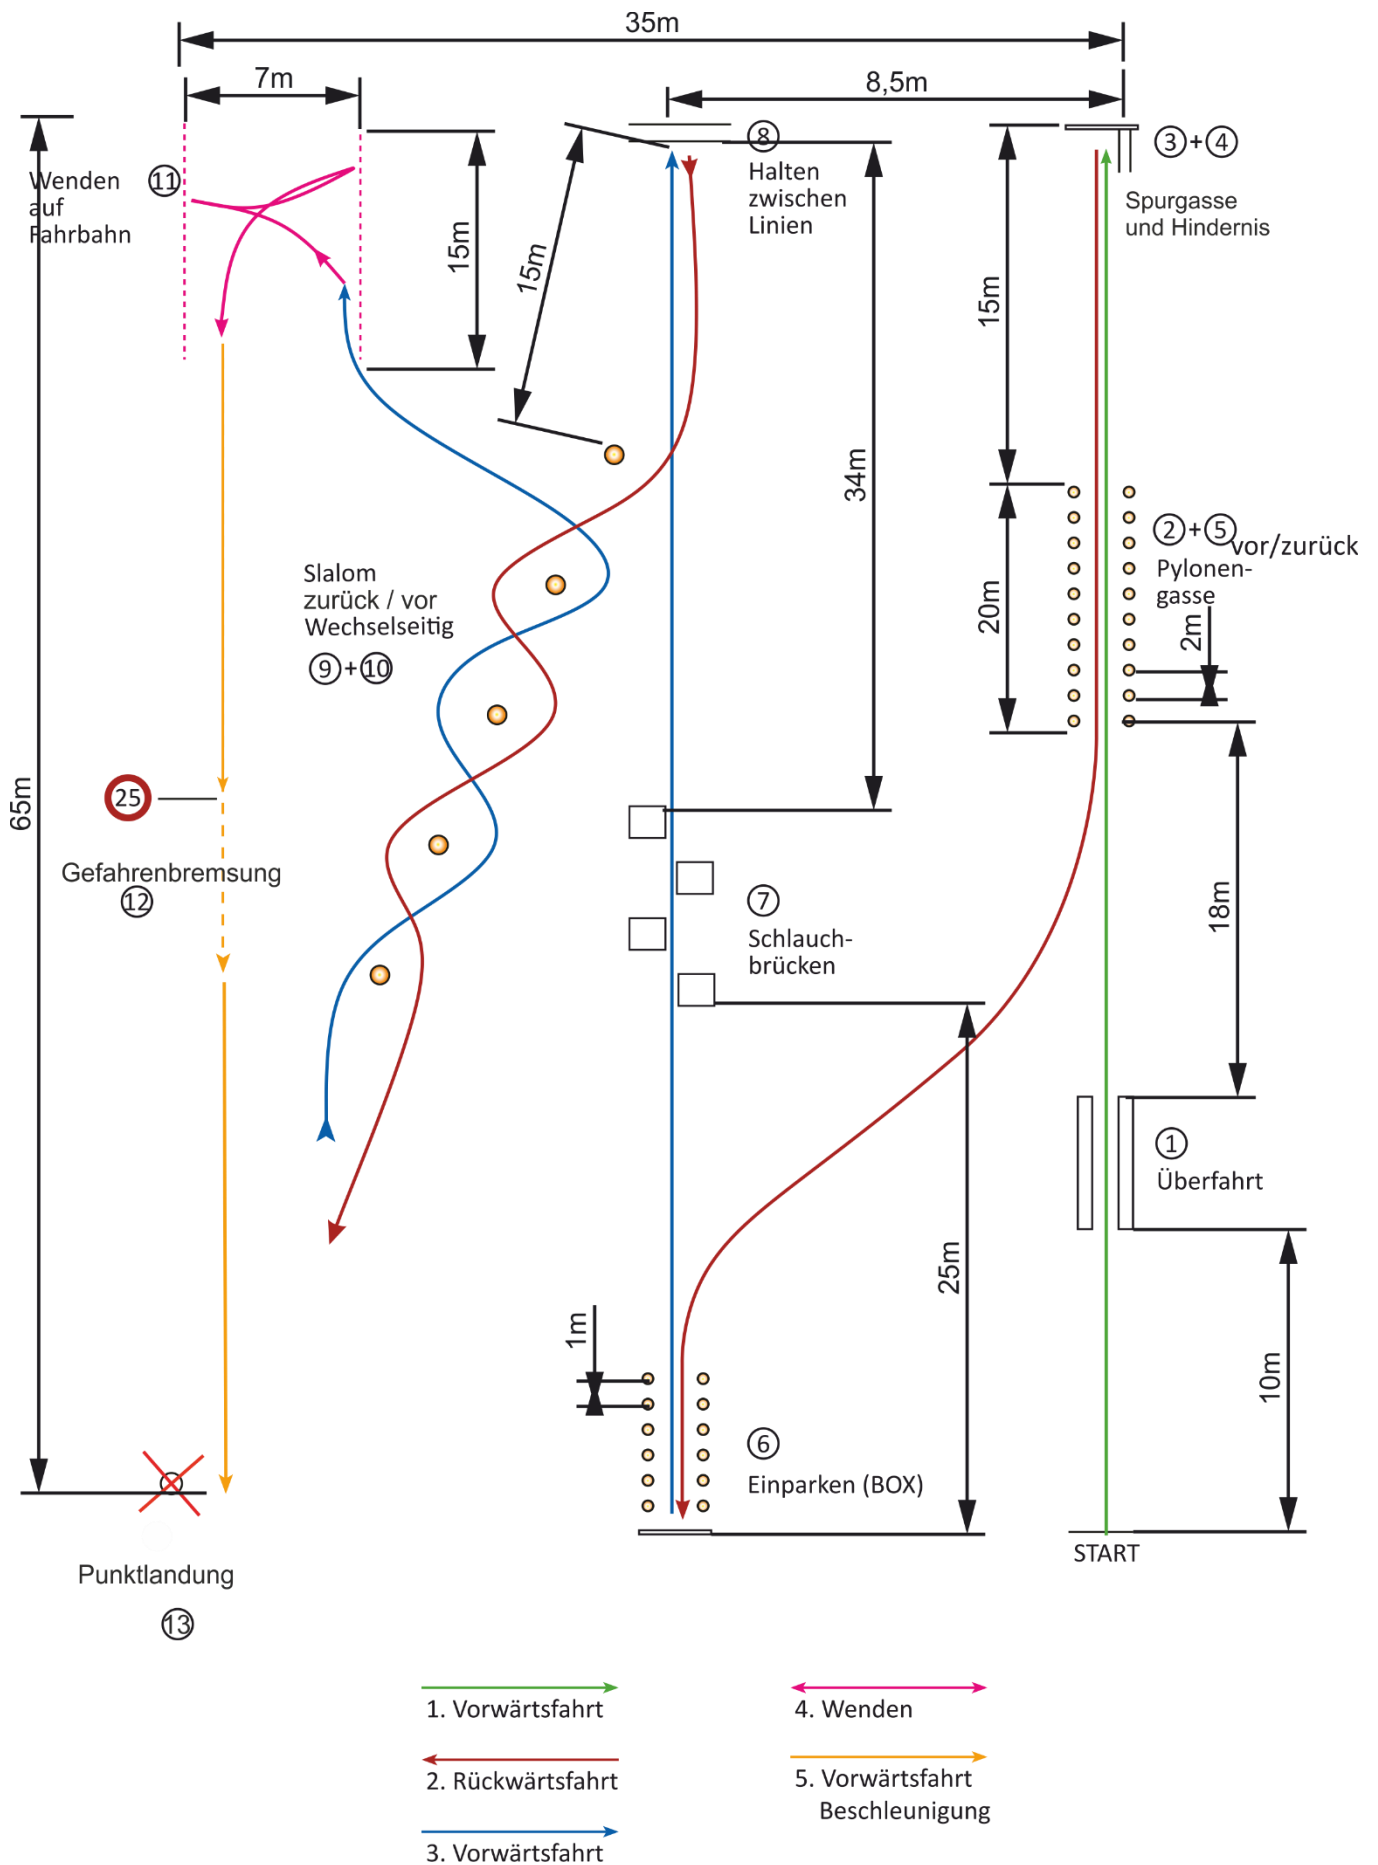 35m
7m
8,5m
⑧
Halten
zwischen
Linien
③+④
Spurgasse
und Hindernis
Wenden
auf
Fahrbahn
⑪
15m
15m
15m
34m
②+⑤
vor/zurück
Pylonen-
gasse
2m
20m
Slalom
zurück / vor
Wechselseitig
⑨+⑩
65m
25
Gefahrenbremsung
⑫
⑦
Schlauch-
brücken
18m
①
Überfahrt
25m
1m
10m
⑥
Einparken (BOX)
START
Punktlandung
⑬
1. Vorwärtsfahrt
2. Rückwärtsfahrt
3. Vorwärtsfahrt
4. Wenden
5. Vorwärtsfahrt
Beschleunigung